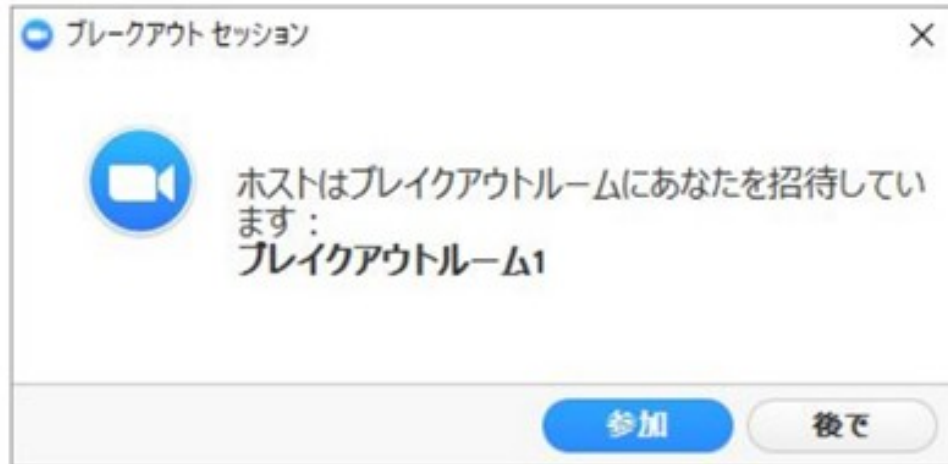 ブレークアウト セッション
ホストはブレイクアウトルームにあなたを招待してい
ます：
ブレイクアウトルーム1
参加
後で